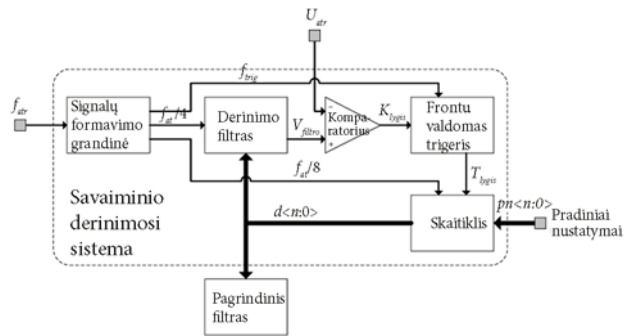 U_atr
f_trig
f_atr
Signalų
formavimo
grandinė
f_at/4
Derinimo
filtras
V_filtro
−
Kompa-
ratorius
+
K_lygis
Frontu
valdomas
trigeris
f_at/8
T_lygis
Savaiminio
derinimosi
sistema
d<n:0>
Skaitiklis
pn<n:0>
Pradiniai
nustatymai
Pagrindinis
filtras